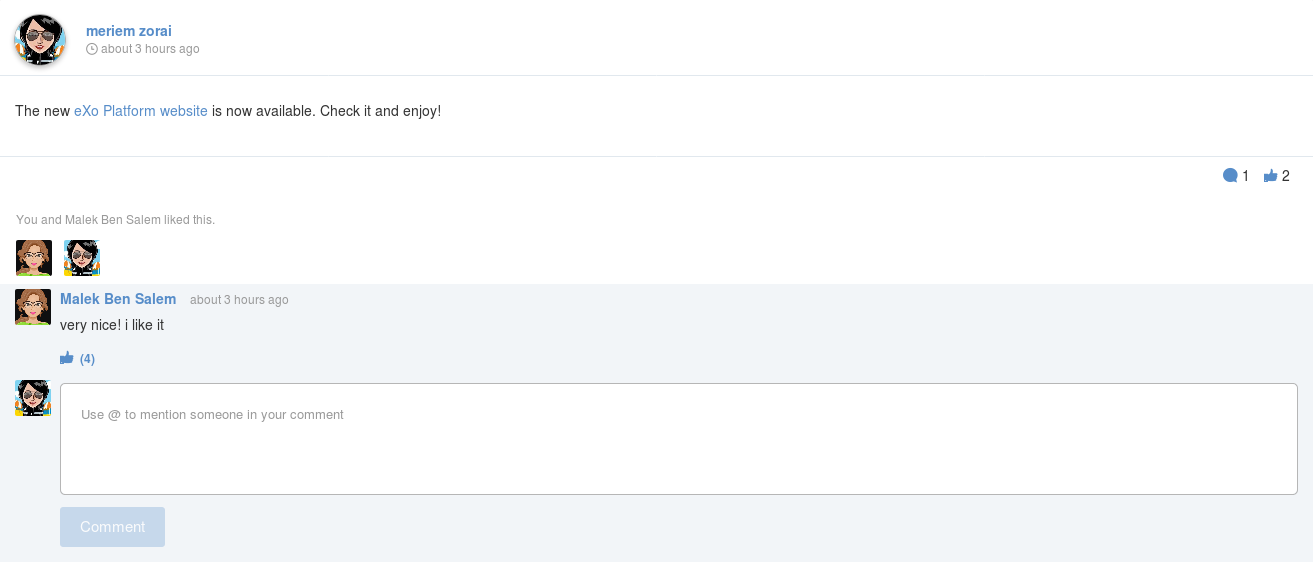 meriem zorai
about 3 hours ago
The new eXo Platform website is now available. Check it and enjoy!
1 2
You and Malek Ben Salem liked this.
Malek Ben Salem about 3 hours ago
very nice! i like it
(4)
Use @ to mention someone in your comment
Comment